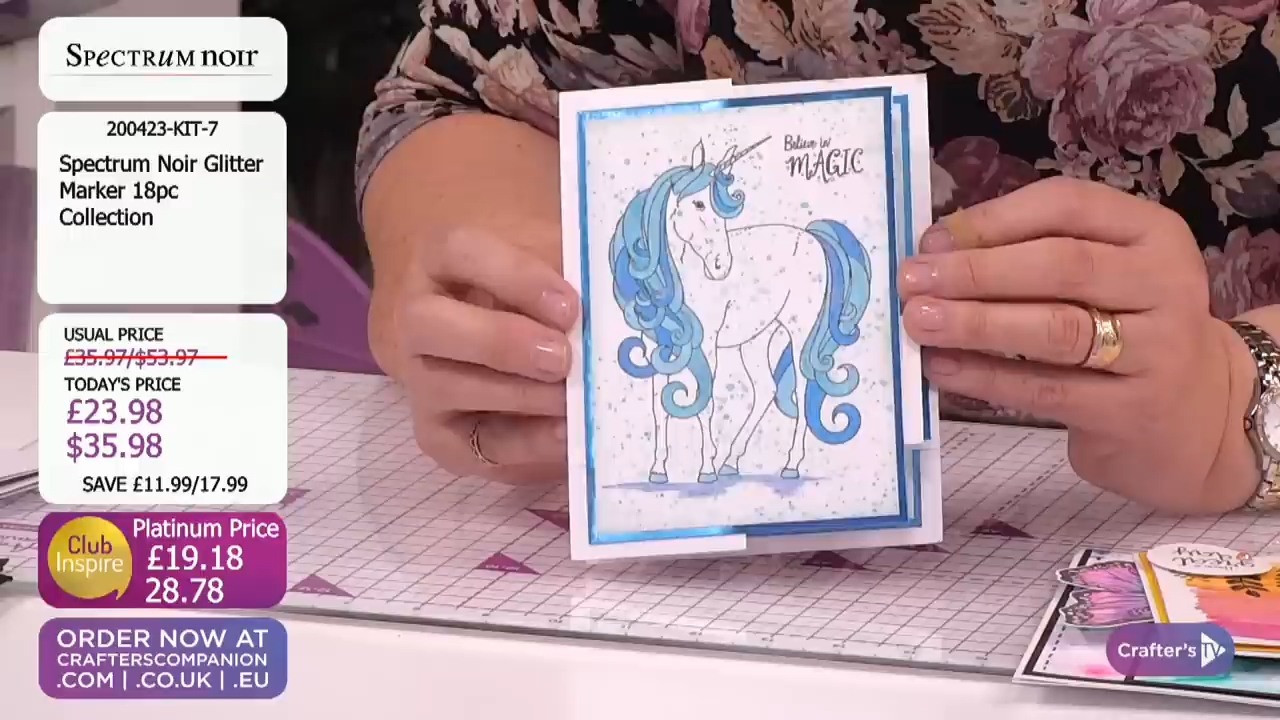 SPECTRUM noir
200423-KIT-7
Spectrum Noir Glitter
Marker 18pc
Collection
USUAL PRICE
£35.97/$53.97
TODAY'S PRICE
£23.98
$35.98
SAVE £11.99/17.99
Club
Inspire
Platinum Price
£19.18
28.78
ORDER NOW AT
CRAFTERSCOMPANION
.COM | .CO.UK | .EU
Believe in
MAGIC
Crafter's TV